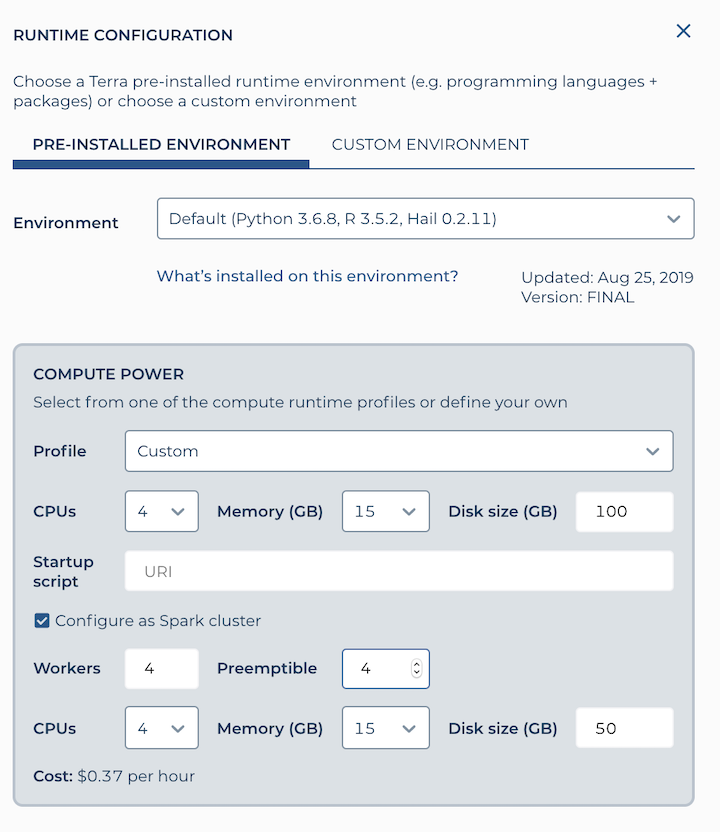 RUNTIME CONFIGURATION
Choose a Terra pre-installed runtime environment (e.g. programming languages +
packages) or choose a custom environment
PRE-INSTALLED ENVIRONMENT CUSTOM ENVIRONMENT
Environment Default (Python 3.6.8, R 3.5.2, Hail 0.2.11)
What's installed on this environment? Updated: Aug 25, 2019
Version: FINAL
COMPUTE POWER
Select from one of the compute runtime profiles or define your own
Profile Custom
CPUs 4 Memory (GB) 15 Disk size (GB) 100
Startup
script URI
Configure as Spark cluster
Workers 4 Preemptible 4
CPUs 4 Memory (GB) 15 Disk size (GB) 50
Cost: $0.37 per hour